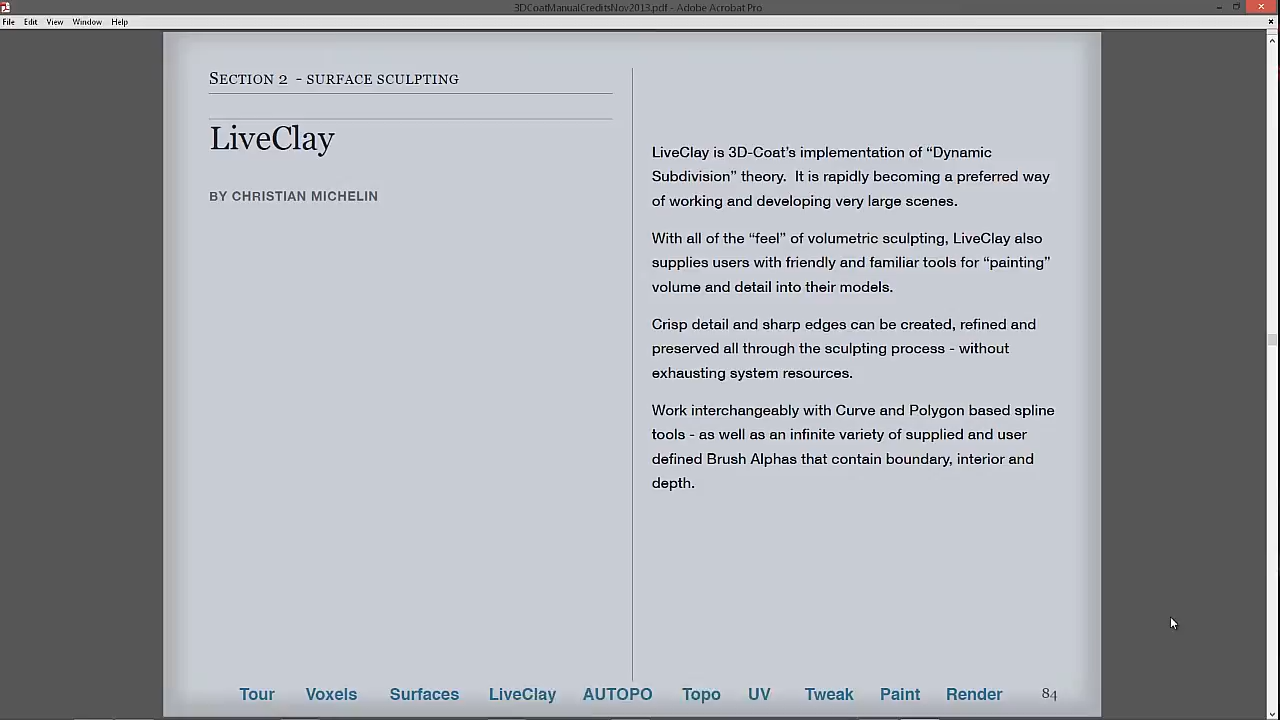 3DCoatManualCreditsNov2013.pdf - Adobe Acrobat Pro
File Edit View Window Help
SECTION 2 - SURFACE SCULPTING
LiveClay
BY CHRISTIAN MICHELIN
LiveClay is 3D-Coat’s implementation of “Dynamic
Subdivision” theory. It is rapidly becoming a preferred way
of working and developing very large scenes.
With all of the “feel” of volumetric sculpting, LiveClay also
supplies users with friendly and familiar tools for “painting”
volume and detail into their models.
Crisp detail and sharp edges can be created, refined and
preserved all through the sculpting process - without
exhausting system resources.
Work interchangeably with Curve and Polygon based spline
tools - as well as an infinite variety of supplied and user
defined Brush Alphas that contain boundary, interior and
depth.
Tour Voxels Surfaces LiveClay AUTOPO Topo UV Tweak Paint Render 84